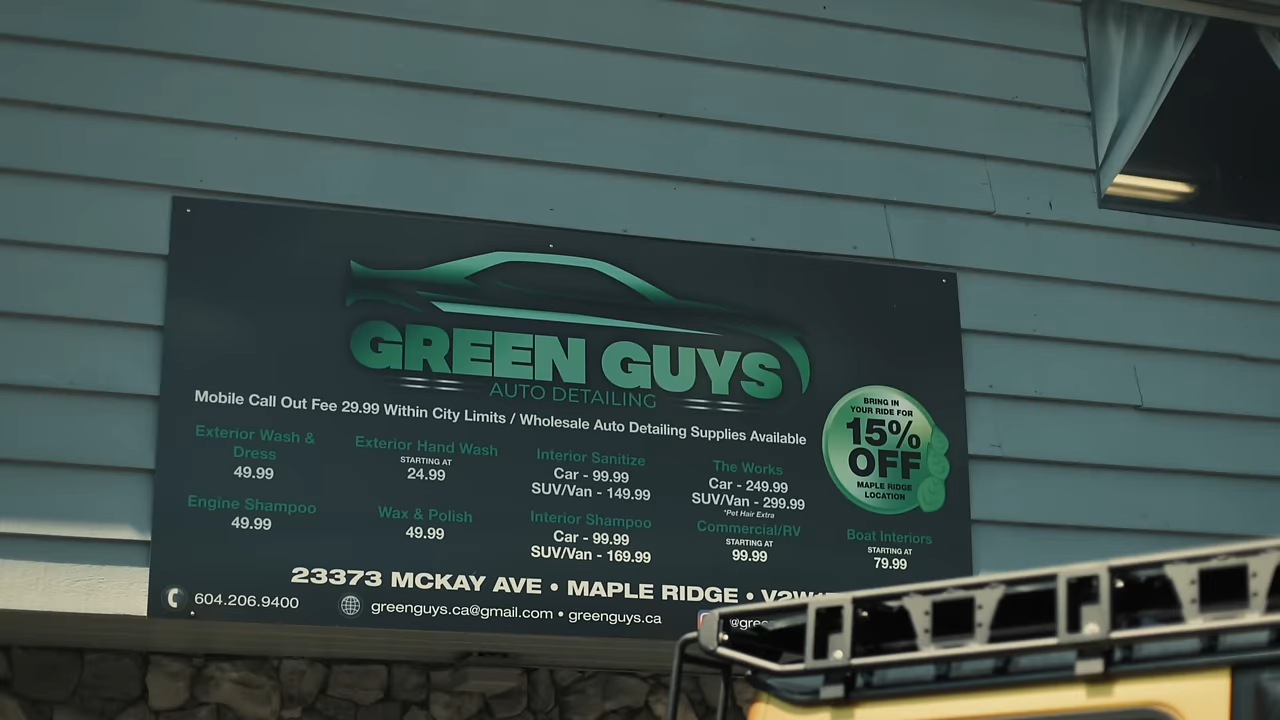 GREEN GUYS
AUTO DETAILING
Mobile Call Out Fee 29.99 Within City Limits / Wholesale Auto Detailing Supplies Available
BRING IN
YOUR RIDE FOR
15%
OFF
MAPLE RIDGE
LOCATION
Exterior Wash &
Dress
49.99
Exterior Hand Wash
STARTING AT
24.99
Interior Sanitize
Car - 99.99
SUV/Van - 149.99
The Works
Car - 249.99
SUV/Van - 299.99
*Pet Hair Extra
Engine Shampoo
49.99
Wax & Polish
49.99
Interior Shampoo
Car - 99.99
SUV/Van - 169.99
Commercial/RV
STARTING AT
99.99
Boat Interiors
STARTING AT
79.99
23373 MCKAY AVE • MAPLE RIDGE •
604.206.9400
greenguys.ca@gmail.com • greenguys.ca